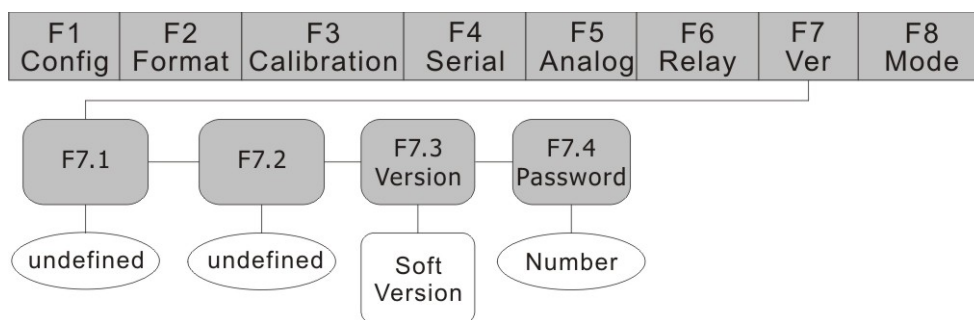 F1 F2 F3 F4 F5 F6 F7 F8
Config Format Calibration Serial Analog Relay Ver Mode
F7.1 F7.2 F7.3 F7.4
Version Password
undefined undefined Soft Number
Version